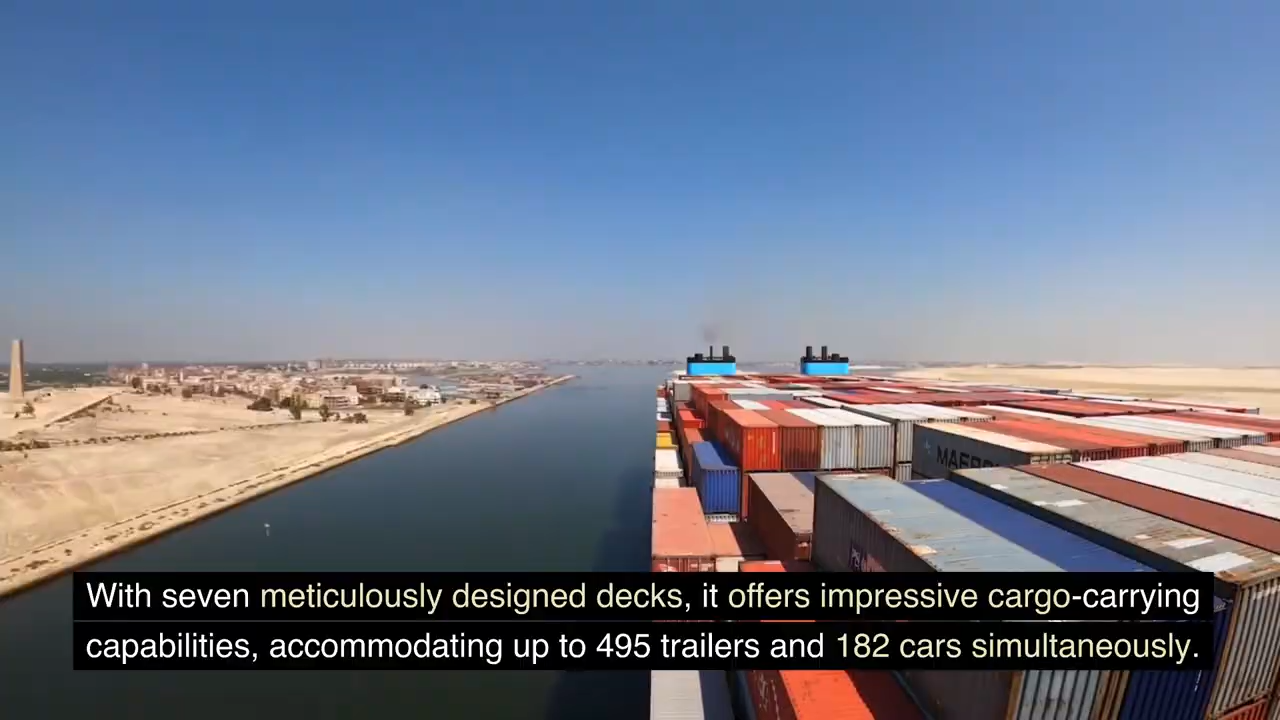 MAERSK
With seven meticulously designed decks, it offers impressive cargo-carrying
capabilities, accommodating up to 495 trailers and 182 cars simultaneously.